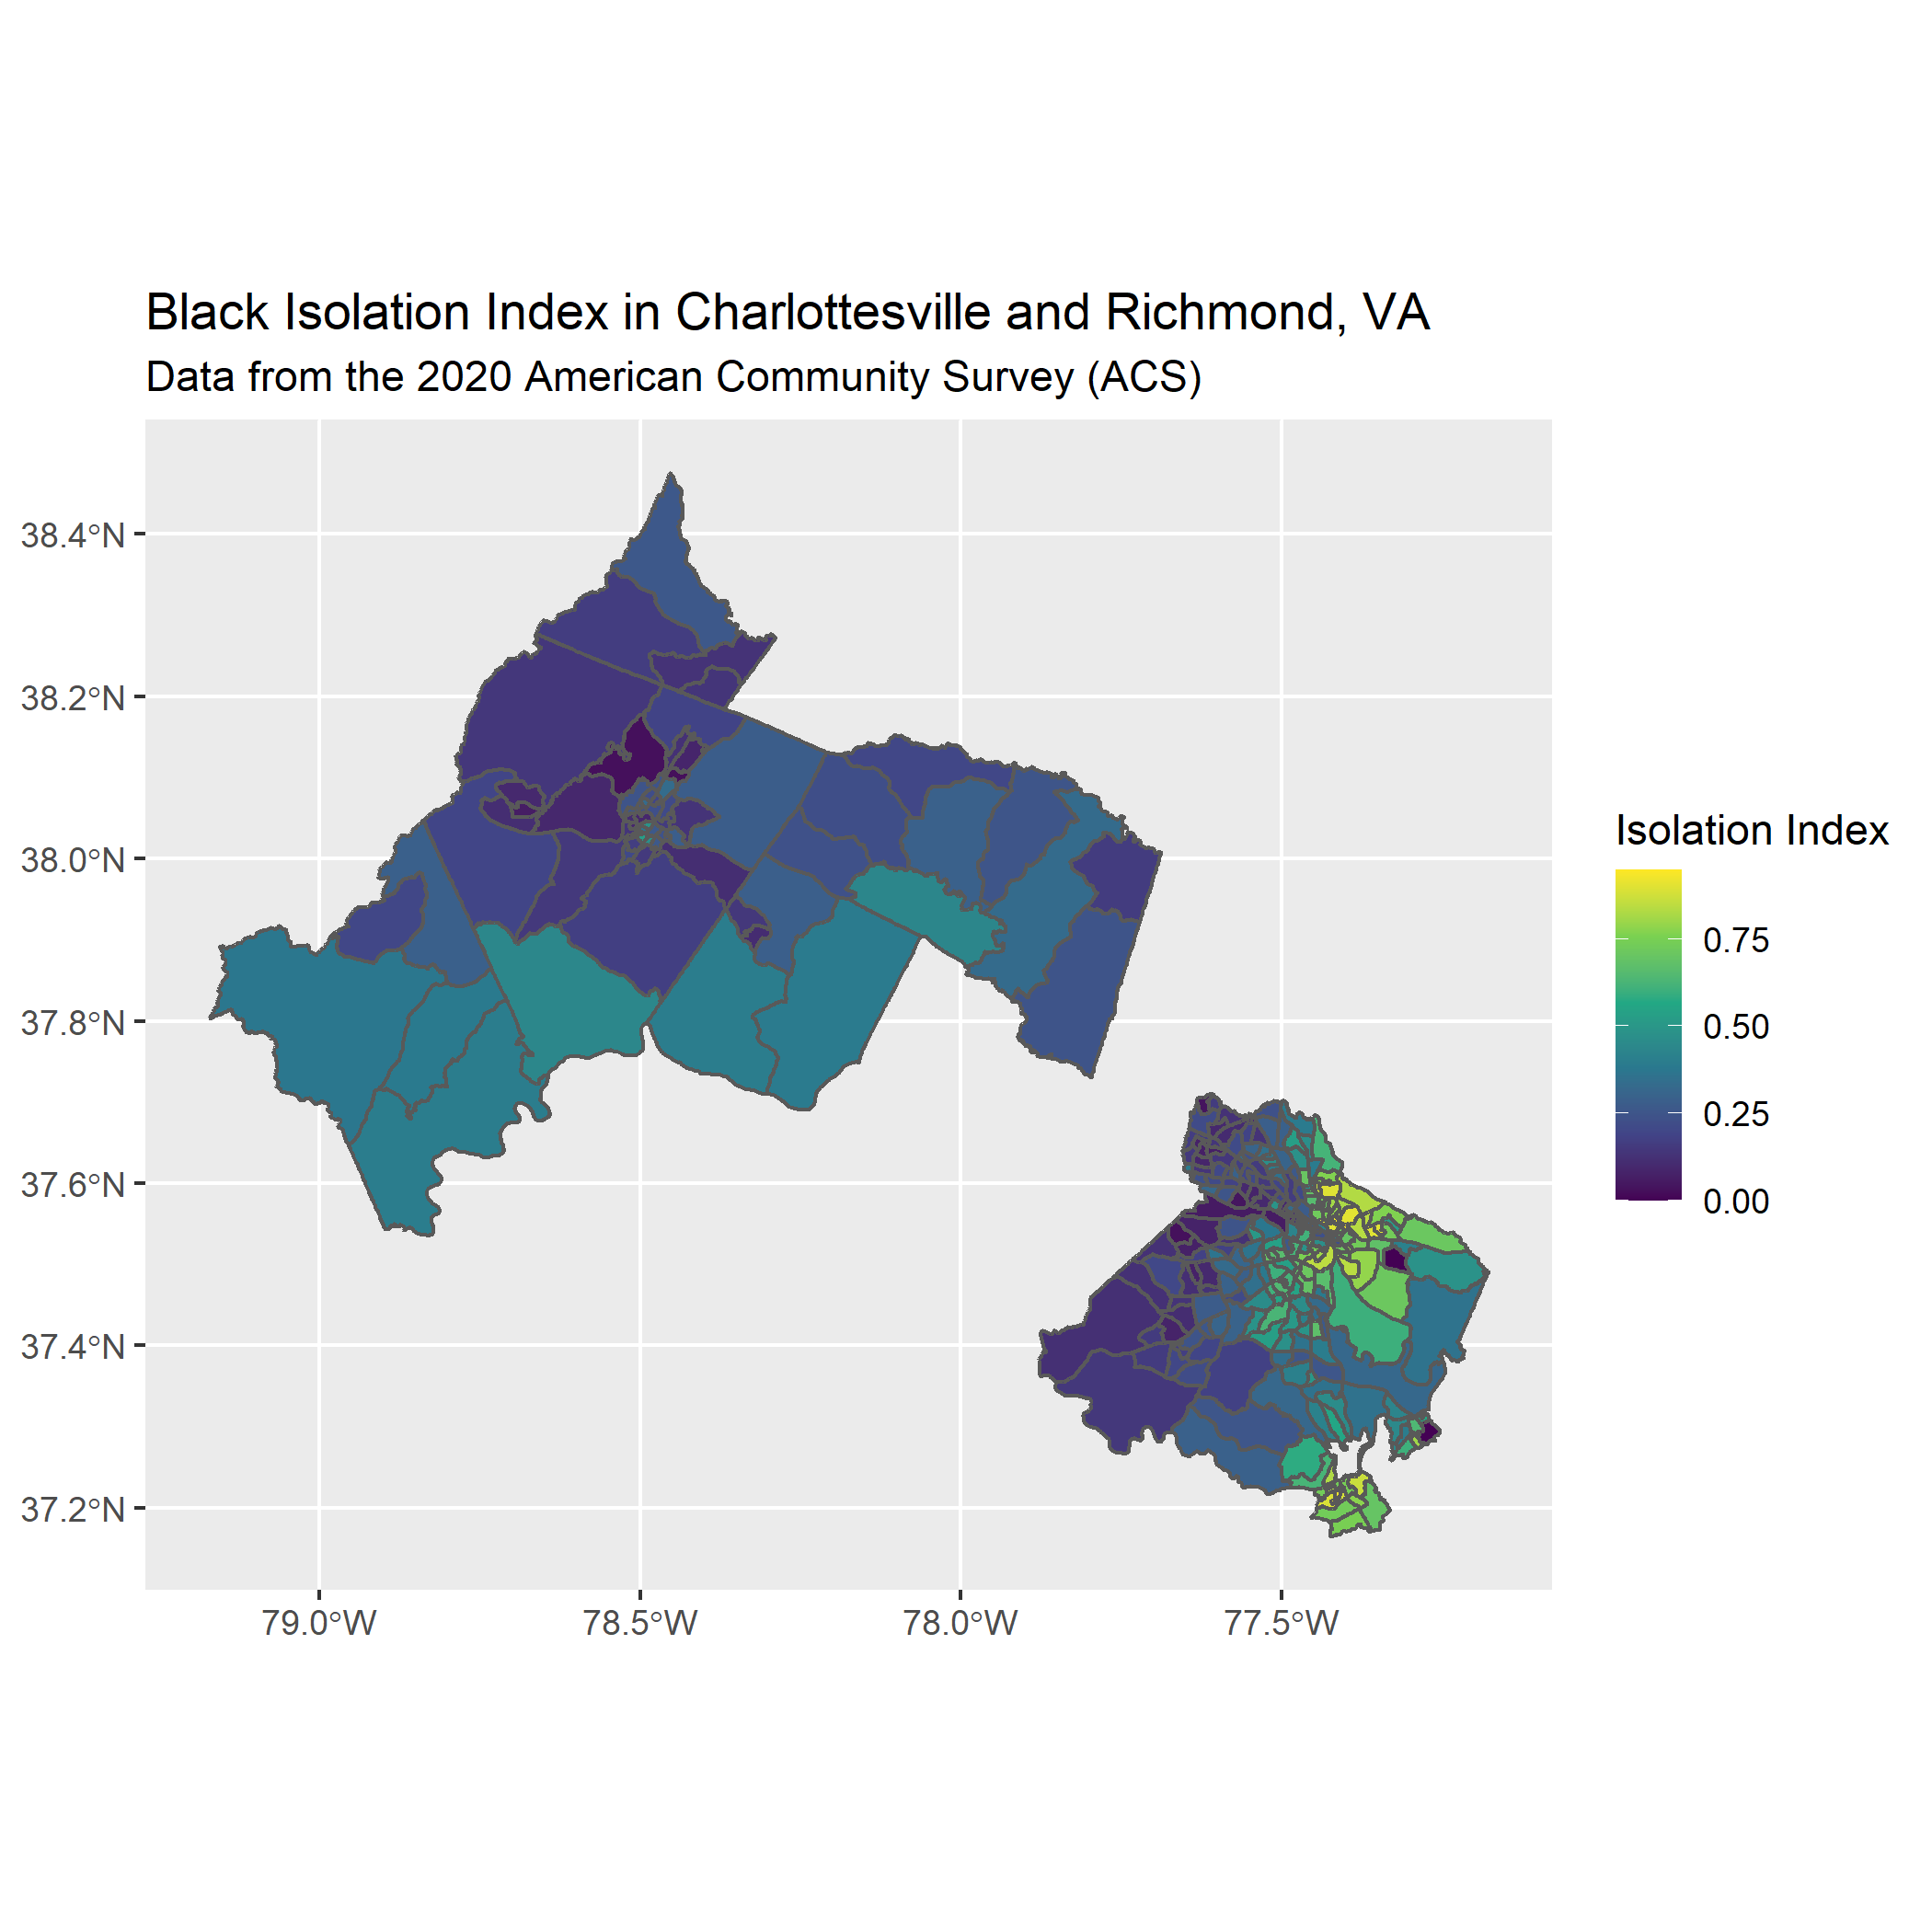 Black Isolation Index in Charlottesville and Richmond, VA
Data from the 2020 American Community Survey (ACS)
38.4°N
38.2°N
38.0°N
37.8°N
37.6°N
37.4°N
37.2°N
79.0°W
78.5°W
78.0°W
77.5°W
Isolation Index
0.75
0.50
0.25
0.00